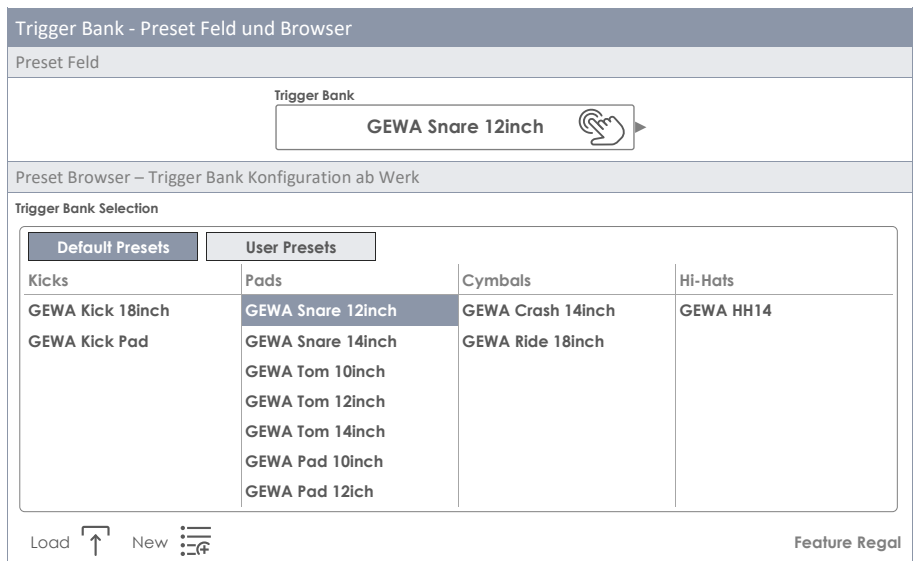 Trigger Bank - Preset Feld und Browser
Preset Feld
Trigger Bank
GEWA Snare 12inch
Preset Browser – Trigger Bank Konfiguration ab Werk
Trigger Bank Selection
Default Presets User Presets
Kicks Pads Cymbals Hi-Hats
GEWA Kick 18inch GEWA Snare 12inch GEWA Crash 14inch GEWA HH14
GEWA Kick Pad GEWA Snare 14inch GEWA Ride 18inch
GEWA Tom 10inch
GEWA Tom 12inch
GEWA Tom 14inch
GEWA Pad 10inch
GEWA Pad 12ich
Load New Feature Regal